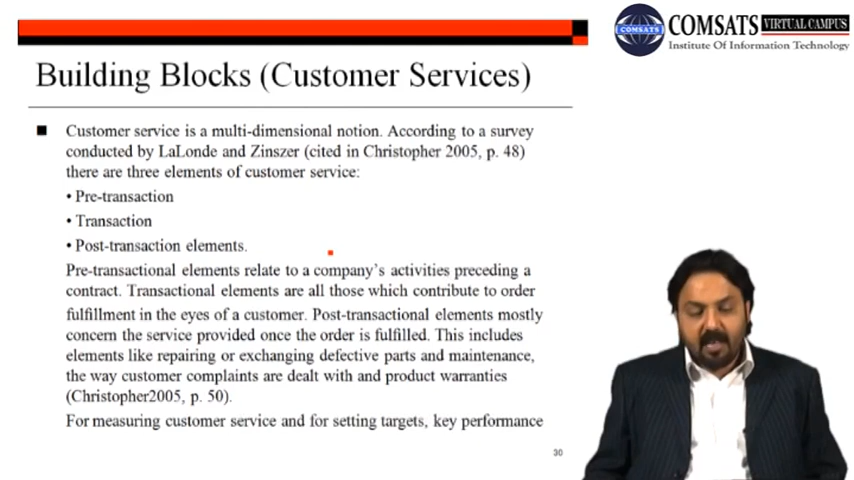 COMSATS
COMSATS VIRTUAL CAMPUS
Institute Of Information Technology
Building Blocks (Customer Services)
Customer service is a multi-dimensional notion. According to a survey
conducted by LaLonde and Zinszer (cited in Christopher 2005, p. 48)
there are three elements of customer service:
• Pre-transaction
• Transaction
• Post-transaction elements.
Pre-transactional elements relate to a company's activities preceding a
contract. Transactional elements are all those which contribute to order
fulfillment in the eyes of a customer. Post-transactional elements mostly
concern the service provided once the order is fulfilled. This includes
elements like repairing or exchanging defective parts and maintenance,
the way customer complaints are dealt with and product warranties
(Christopher2005, p. 50).
For measuring customer service and for setting targets, key performance
30